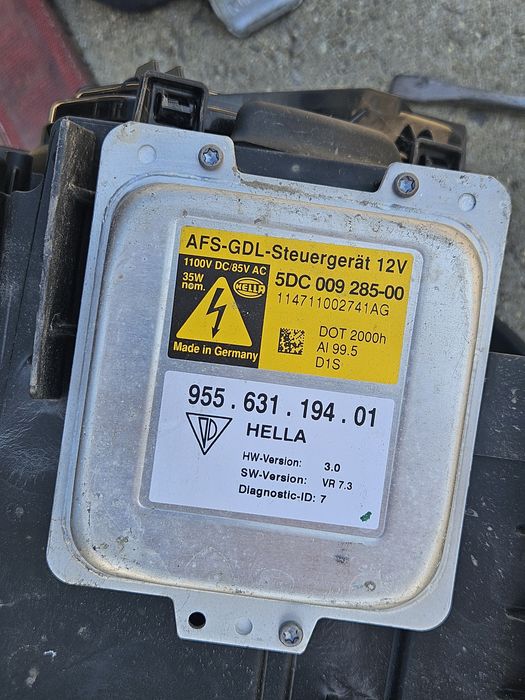 AFS-GDL-Steuergerät 12V
1100V DC/85V AC
35W
nom.
HELLA
5DC 009 285-00
114711002741AG
DOT 2000h
AI 99.5
D1S
Made in Germany
955.631.194.01
HELLA
HW-Version: 3.0
SW-Version: VR 7.3
Diagnostic-ID: 7